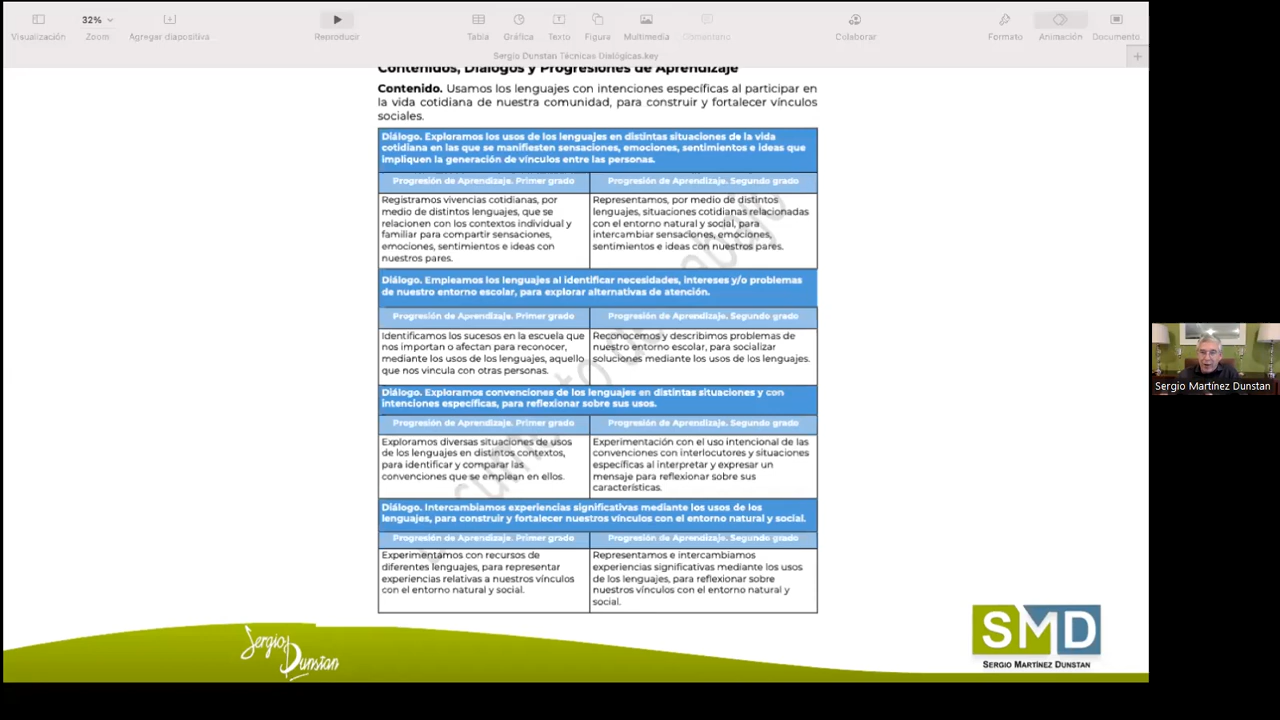 32%
Visualización
Zoom
Agregar diapositiva
Reproducir
Tabla
Gráfica
Texto
Figura
Multimedia
Comentario
Colaborar
Formato
Animación
Documento
Sergio Dunstan Técnicas Dialógicas.key
Contenidos, Diálogos y Progresiones de Aprendizaje
Contenido. Usamos los lenguajes con intenciones específicas al participar en
la vida cotidiana de nuestra comunidad, para construir y fortalecer vínculos
sociales.
Diálogo. Exploramos los usos de los lenguajes en distintas situaciones de la vida
cotidiana en las que se manifiesten sensaciones, emociones, sentimientos e ideas que
impliquen la generación de vínculos entre las personas.
Progresión de Aprendizaje. Primer grado
Progresión de Aprendizaje. Segundo grado
Registramos vivencias cotidianas, por
medio de distintos lenguajes, que se
relacionen con los contextos individual y
familiar para compartir sensaciones,
emociones, sentimientos e ideas con
nuestros pares.
Representamos, por medio de distintos
lenguajes, situaciones cotidianas relacionadas
con el entorno natural y social, para
intercambiar sensaciones, emociones,
sentimientos e ideas con nuestros pares.
Diálogo. Empleamos los lenguajes al identificar necesidades, intereses y/o problemas
de nuestro entorno escolar, para explorar alternativas de atención.
Progresión de Aprendizaje. Primer grado
Progresión de Aprendizaje. Segundo grado
Identificamos los sucesos en la escuela que
nos importan o afectan para reconocer,
mediante los usos de los lenguajes, aquello
que nos vincula con otras personas.
Reconocemos y describimos problemas de
nuestro entorno escolar, para socializar
soluciones mediante los usos de los lenguajes.
Diálogo. Exploramos convenciones de los lenguajes en distintas situaciones y con
intenciones específicas, para reflexionar sobre sus usos.
Progresión de Aprendizaje. Primer grado
Progresión de Aprendizaje. Segundo grado
Exploramos diversas situaciones de usos
de los lenguajes en distintos contextos,
para identificar y comparar las
convenciones que se emplean en ellos.
Experimentación con el uso intencional de las
convenciones con interlocutores y situaciones
específicas al interpretar y expresar un
mensaje para reflexionar sobre sus
características.
Diálogo. Intercambiamos experiencias significativas mediante los usos de los
lenguajes, para construir y fortalecer nuestros vínculos con el entorno natural y social.
Progresión de Aprendizaje. Primer grado
Progresión de Aprendizaje. Segundo grado
Experimentamos con recursos de
diferentes lenguajes, para representar
experiencias relativas a nuestros vínculos
con el entorno natural y social.
Representamos e intercambiamos
experiencias significativas mediante los usos
de los lenguajes, para reflexionar sobre
nuestros vínculos con el entorno natural y
social.
Sergio Dunstan
SMD
SERGIO MARTÍNEZ DUNSTAN
Sergio Martínez Dunstan